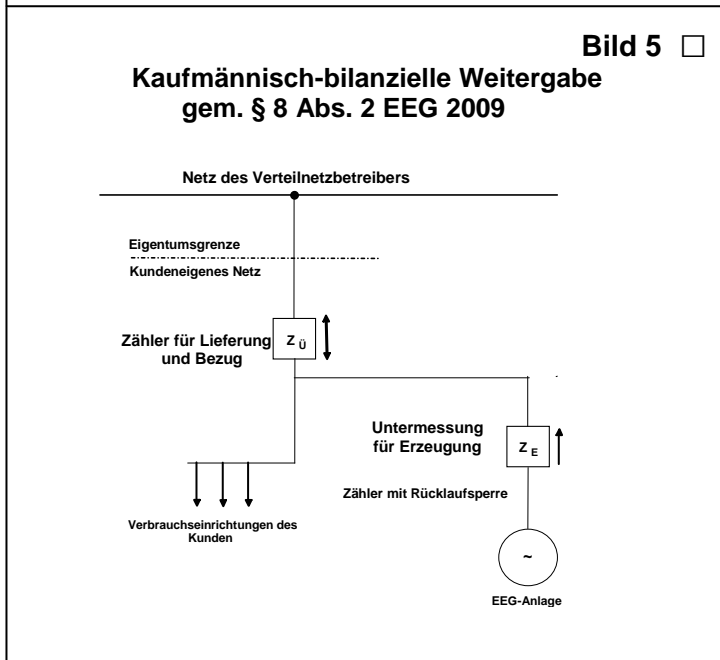 Bild 5 □
Kaufmännisch-bilanzielle Weitergabe
gem. § 8 Abs. 2 EEG 2009
Netz des Verteilnetzbetreibers
Eigentumsgrenze
Kundeneigenes Netz
Zähler für Lieferung
und Bezug
Z Ü
Untermessung
für Erzeugung
Z E
Zähler mit Rücklaufsperre
Verbrauchseinrichtungen des
Kunden
~
EEG-Anlage